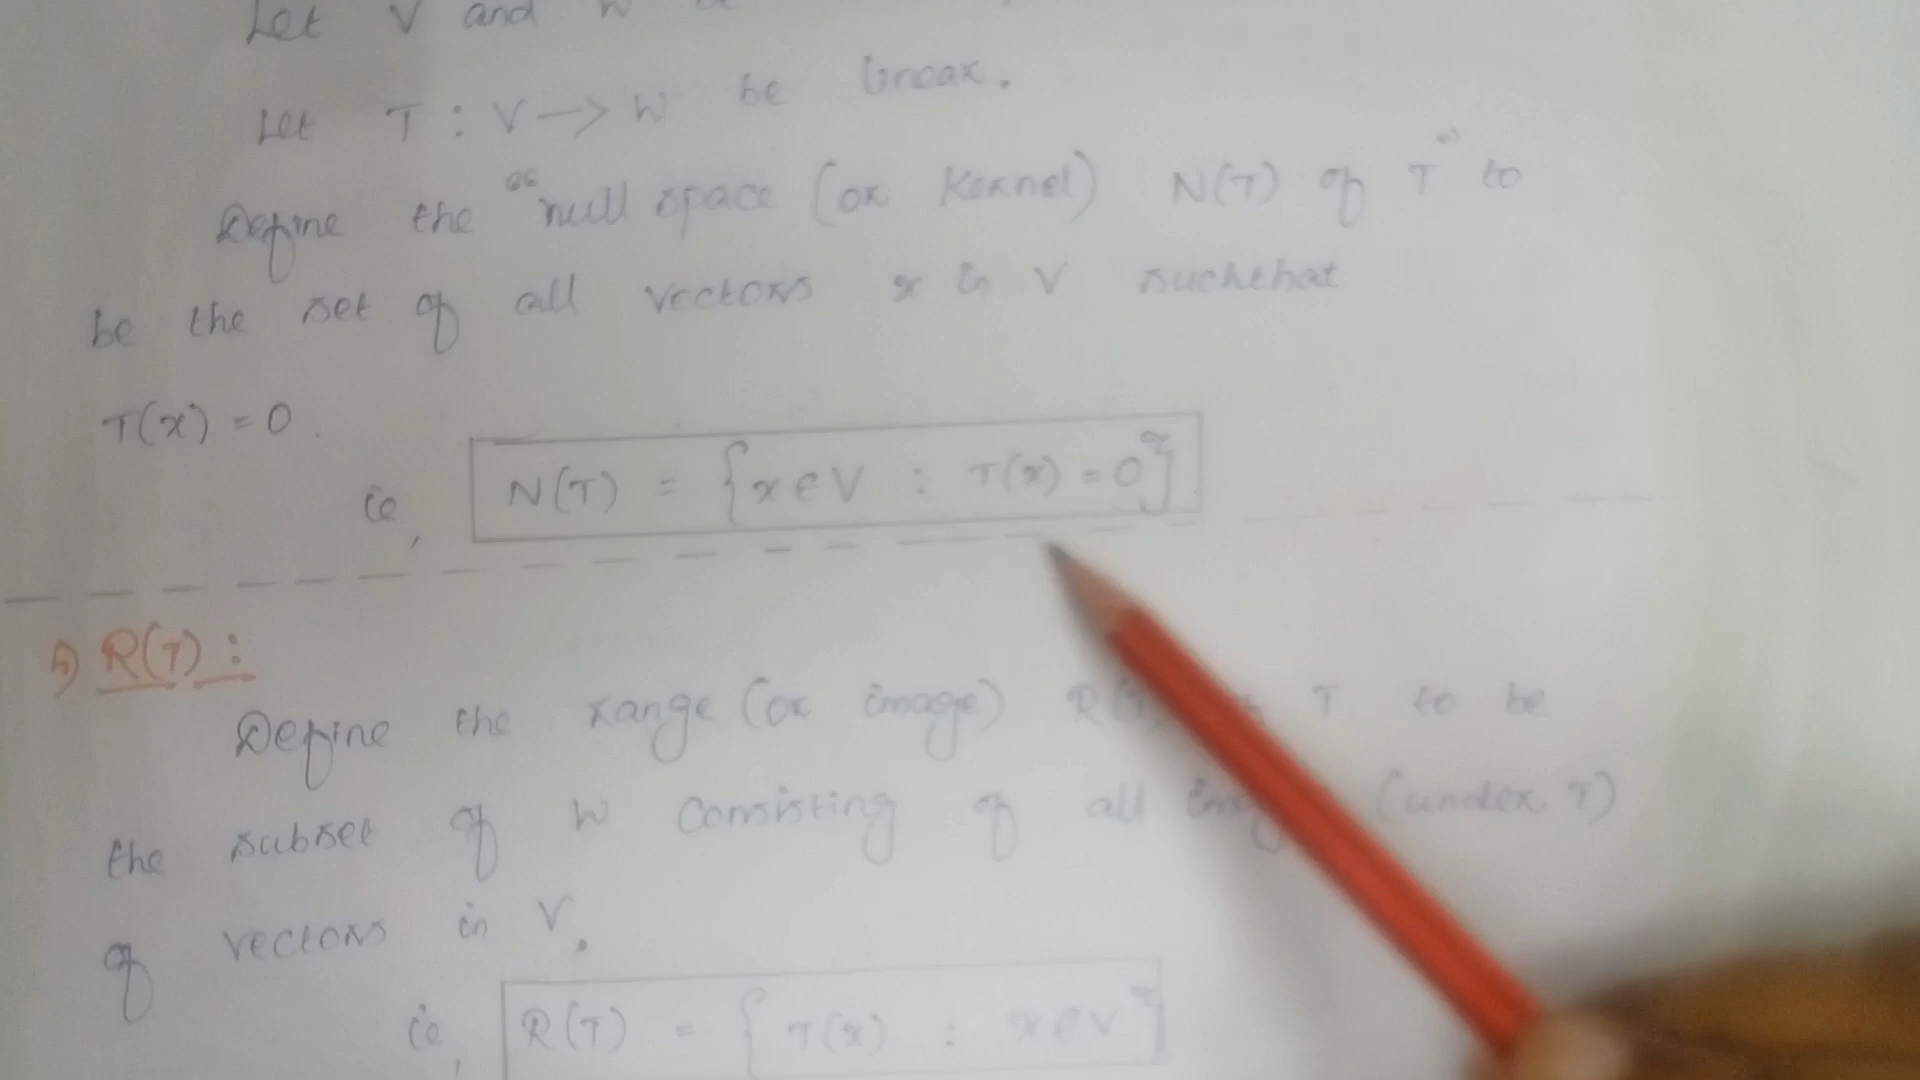 Let V and W
Let T : V → W be linear.
Define the "null space (or Kernel) N(T) of T" to
be the set of all vectors x in V suchthat
T(x) = 0.
ie, N(T) = {x ∈ V : T(x) = 0}
R(T) :
Define the range (or image) R(T) T to be
the subset of W Consisting of all (under T)
of vectors in V.
ie, R(T) = { T(x) : x ∈ V }